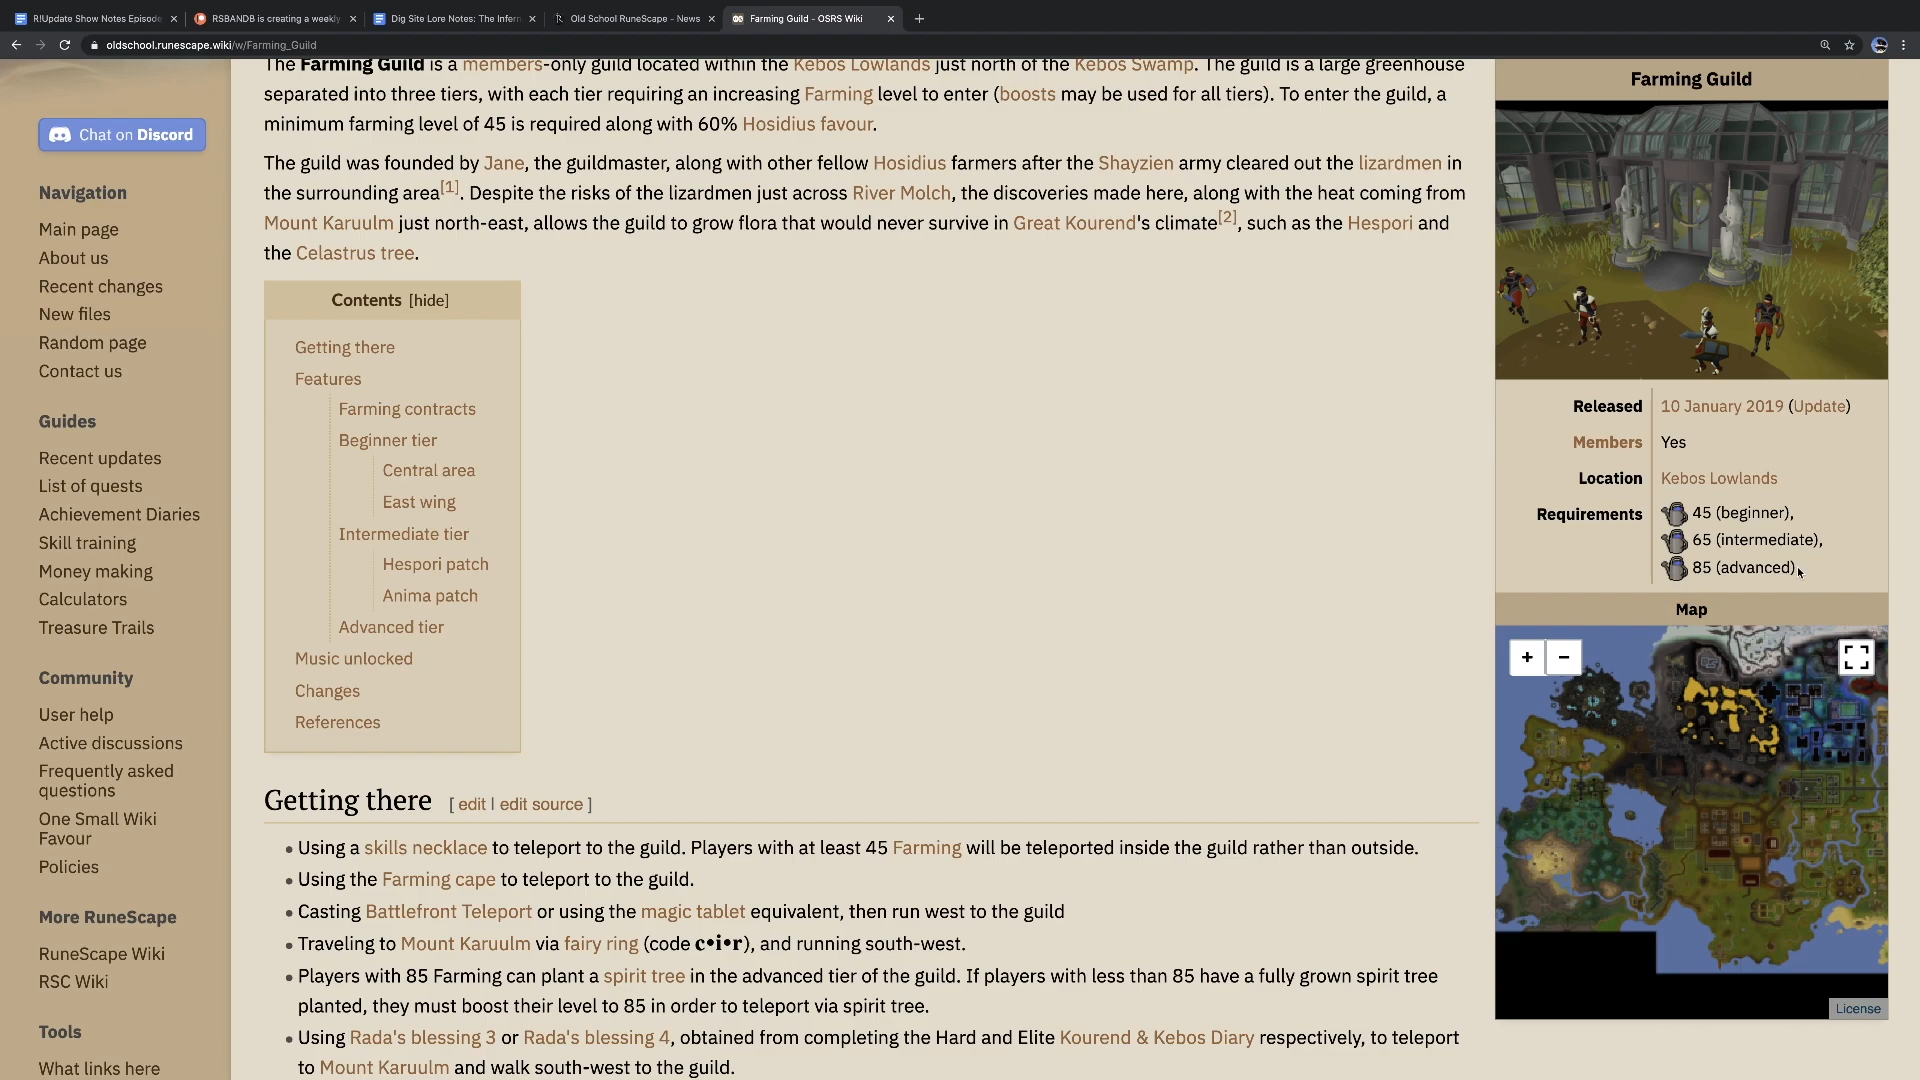 R!Update Show Notes Episode
RSBANDB is creating a weekly
Dig Site Lore Notes: The Infern
Old School RuneScape - News
Farming Guild - OSRS Wiki
oldschool.runescape.wiki/w/Farming_Guild
Chat on Discord
Navigation
Main page
About us
Recent changes
New files
Random page
Contact us
Guides
Recent updates
List of quests
Achievement Diaries
Skill training
Money making
Calculators
Treasure Trails
Community
User help
Active discussions
Frequently asked
questions
One Small Wiki
Favour
Policies
More RuneScape
RuneScape Wiki
RSC Wiki
Tools
What links here
The Farming Guild is a members-only guild located within the Kebos Lowlands just north of the Kebos Swamp. The guild is a large greenhouse
separated into three tiers, with each tier requiring an increasing Farming level to enter (boosts may be used for all tiers). To enter the guild, a
minimum farming level of 45 is required along with 60% Hosidius favour.
The guild was founded by Jane, the guildmaster, along with other fellow Hosidius farmers after the Shayzien army cleared out the lizardmen in
the surrounding area[1]. Despite the risks of the lizardmen just across River Molch, the discoveries made here, along with the heat coming from
Mount Karuulm just north-east, allows the guild to grow flora that would never survive in Great Kourend's climate[2], such as the Hespori and
the Celastrus tree.
Contents [hide]
Getting there
Features
Farming contracts
Beginner tier
Central area
East wing
Intermediate tier
Hespori patch
Anima patch
Advanced tier
Music unlocked
Changes
References
Getting there [ edit | edit source ]
• Using a skills necklace to teleport to the guild. Players with at least 45 Farming will be teleported inside the guild rather than outside.
• Using the Farming cape to teleport to the guild.
• Casting Battlefront Teleport or using the magic tablet equivalent, then run west to the guild
• Traveling to Mount Karuulm via fairy ring (code c•i•r), and running south-west.
• Players with 85 Farming can plant a spirit tree in the advanced tier of the guild. If players with less than 85 have a fully grown spirit tree
planted, they must boost their level to 85 in order to teleport via spirit tree.
• Using Rada's blessing 3 or Rada's blessing 4, obtained from completing the Hard and Elite Kourend & Kebos Diary respectively, to teleport
to Mount Karuulm and walk south-west to the guild.
Farming Guild
Released 10 January 2019 (Update)
Members Yes
Location Kebos Lowlands
Requirements 45 (beginner),
65 (intermediate),
85 (advanced)
Map
+ −
License